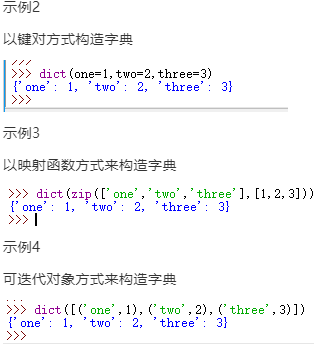 示例2
以键对方式构造字典
>>> dict(one=1,two=2,three=3)
{'one': 1, 'two': 2, 'three': 3}
>>>
示例3
以映射函数方式来构造字典
>>> dict(zip(['one','two','three'],[1,2,3]))
{'one': 1, 'two': 2, 'three': 3}
>>>
示例4
可迭代对象方式来构造字典
...
>>> dict([('one',1),('two',2),('three',3)])
{'one': 1, 'two': 2, 'three': 3}
>>>